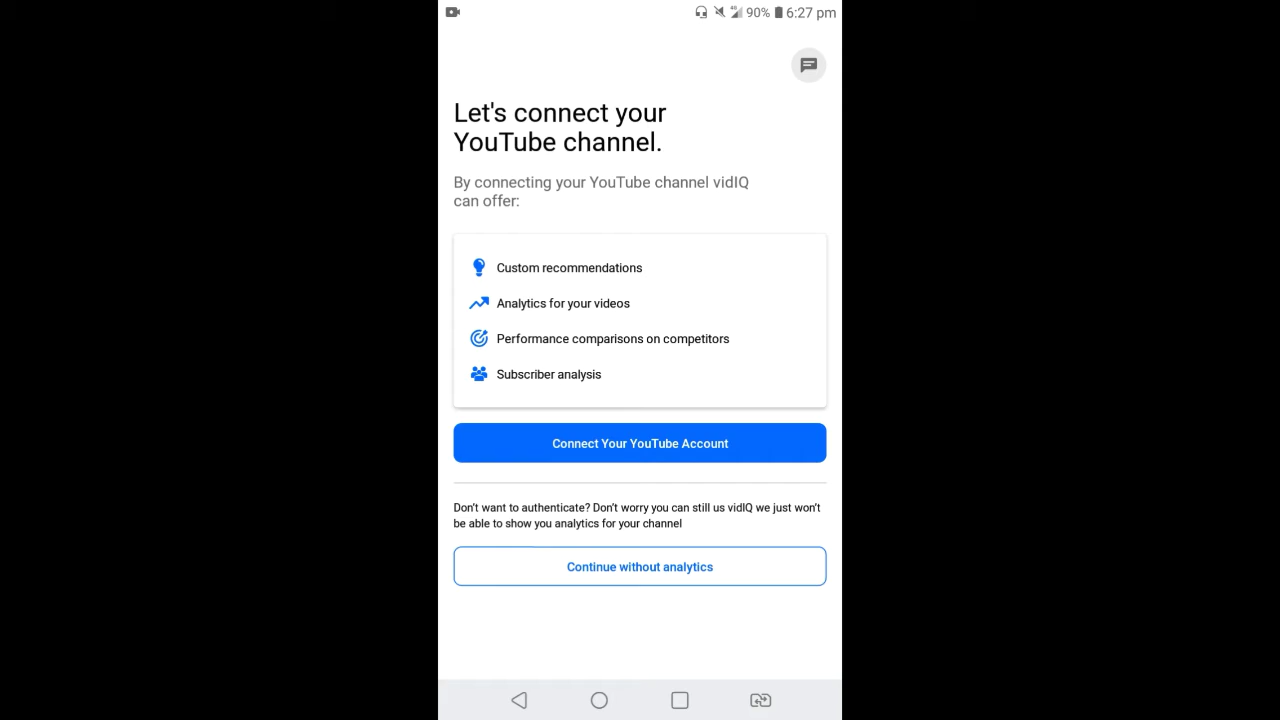 90% 6:27 pm
Let's connect your
YouTube channel.
By connecting your YouTube channel vidIQ
can offer:
Custom recommendations
Analytics for your videos
Performance comparisons on competitors
Subscriber analysis
Connect Your YouTube Account
Don't want to authenticate? Don't worry you can still us vidIQ we just won't
be able to show you analytics for your channel
Continue without analytics